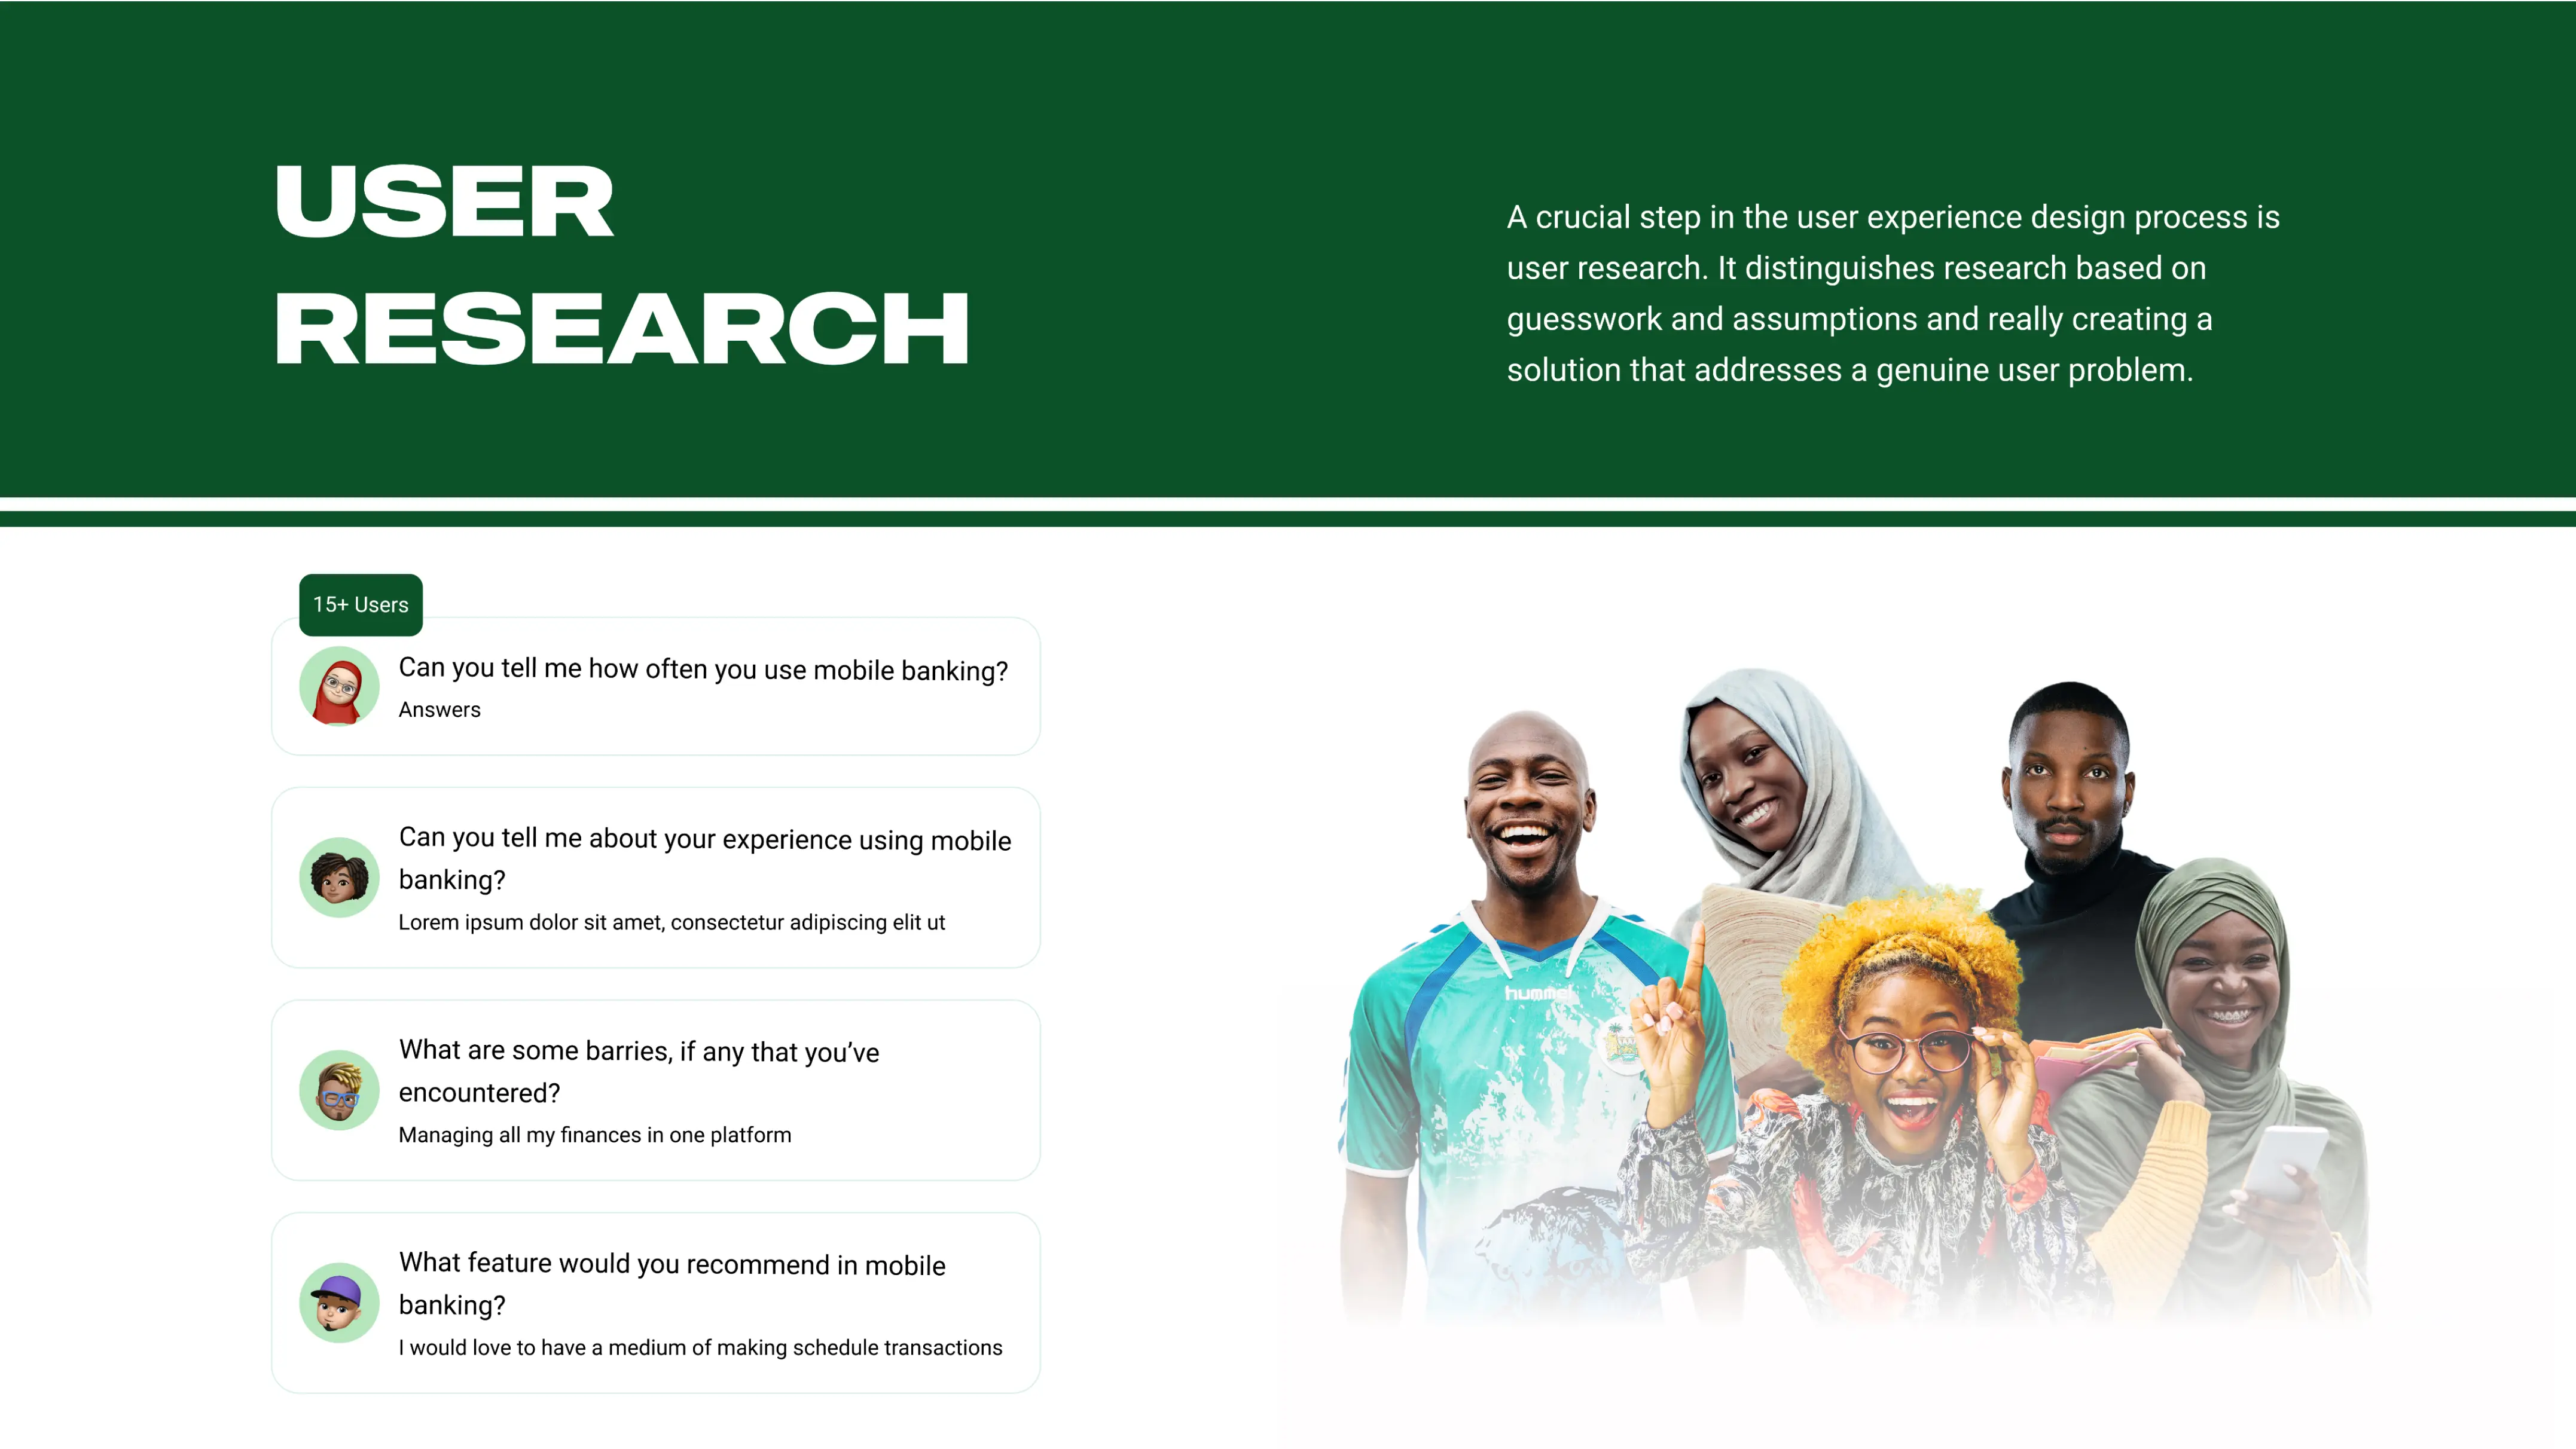 USER
RESEARCH
A crucial step in the user experience design process is
user research. It distinguishes research based on
guesswork and assumptions and really creating a
solution that addresses a genuine user problem.
15+ Users
Can you tell me how often you use mobile banking?
Answers
Can you tell me about your experience using mobile
banking?
Lorem ipsum dolor sit amet, consectetur adipiscing elit ut
What are some barries, if any that you’ve
encountered?
Managing all my finances in one platform
What feature would you recommend in mobile
banking?
I would love to have a medium of making schedule transactions
hummel